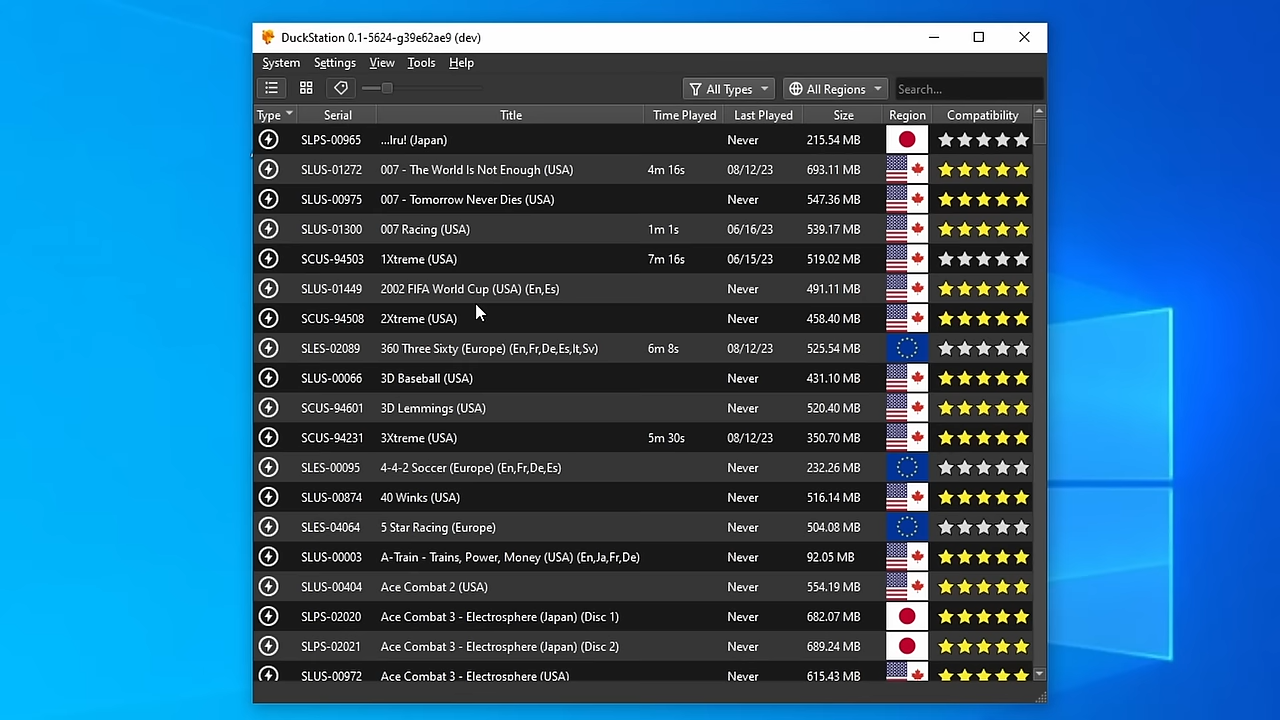 DuckStation 0.1-5624-g39e62ae9 (dev)
System Settings View Tools Help
All Types All Regions Search...
Type Serial Title Time Played Last Played Size Region Compatibility
SLPS-00965 ...Iru! (Japan) Never 215.54 MB
SLUS-01272 007 - The World Is Not Enough (USA) 4m 16s 08/12/23 693.11 MB
SLUS-00975 007 - Tomorrow Never Dies (USA) Never 547.36 MB
SLUS-01300 007 Racing (USA) 1m 1s 06/16/23 539.17 MB
SCUS-94503 1Xtreme (USA) 7m 16s 06/15/23 519.02 MB
SLUS-01449 2002 FIFA World Cup (USA) (En,Es) Never 491.11 MB
SCUS-94508 2Xtreme (USA) Never 458.40 MB
SLES-02089 360 Three Sixty (Europe) (En,Fr,De,Es,It,Sv) 6m 8s 08/12/23 525.54 MB
SLUS-00066 3D Baseball (USA) Never 431.10 MB
SCUS-94601 3D Lemmings (USA) Never 520.40 MB
SCUS-94231 3Xtreme (USA) 5m 30s 08/12/23 350.70 MB
SLES-00095 4-4-2 Soccer (Europe) (En,Fr,De,Es) Never 232.26 MB
SLUS-00874 40 Winks (USA) Never 516.14 MB
SLES-04064 5 Star Racing (Europe) Never 504.08 MB
SLUS-00003 A-Train - Trains, Power, Money (USA) (En,Ja,Fr,De) Never 92.05 MB
SLUS-00404 Ace Combat 2 (USA) Never 554.19 MB
SLPS-02020 Ace Combat 3 - Electrosphere (Japan) (Disc 1) Never 682.07 MB
SLPS-02021 Ace Combat 3 - Electrosphere (Japan) (Disc 2) Never 689.24 MB
SLUS-00972 Ace Combat 3 - Electrosphere (USA) Never 615.43 MB